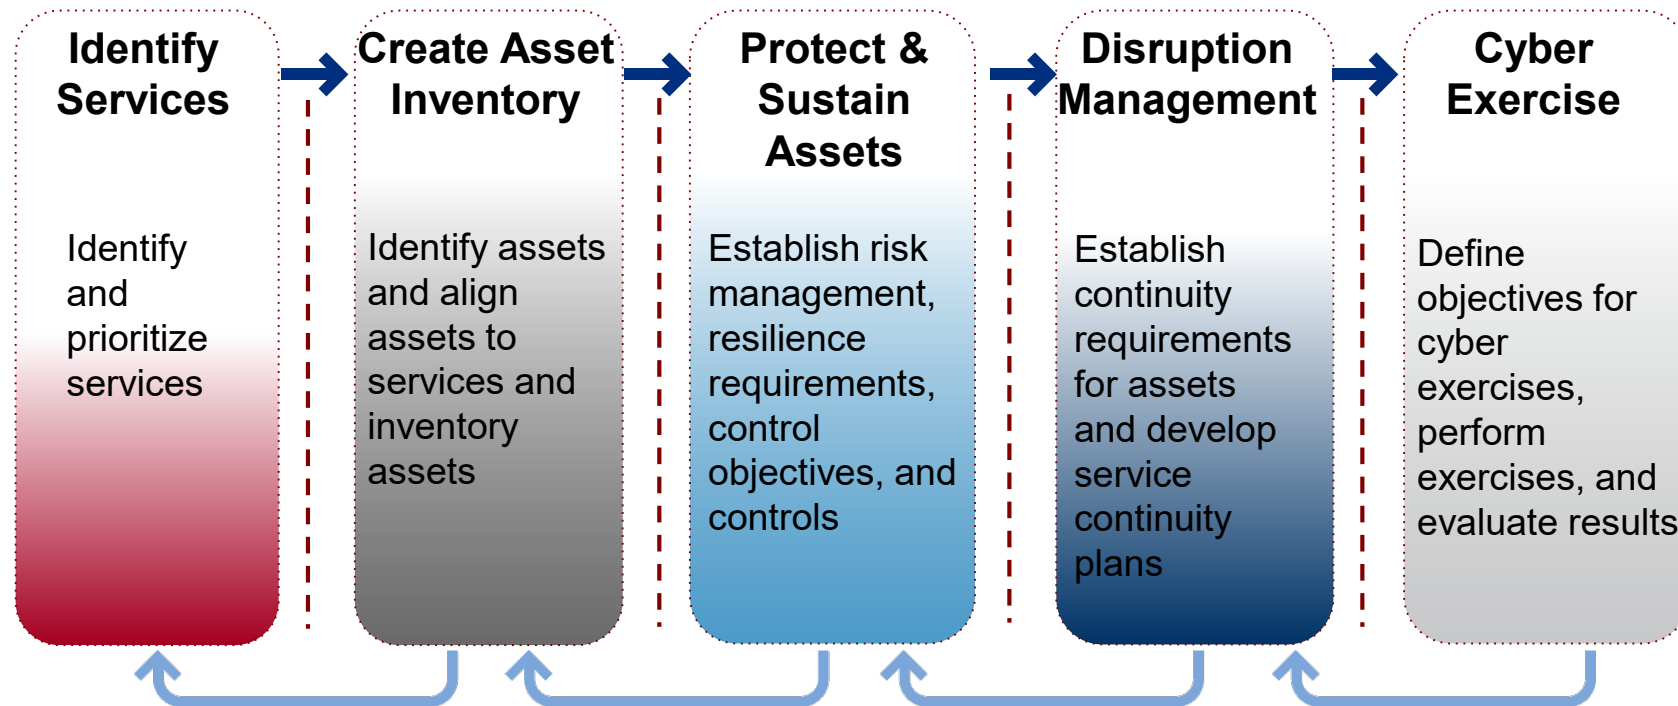 Identify
Services
Identify
and
prioritize
services
Create Asset
Inventory
Identify assets
and align
assets to
services and
inventory
assets
Protect &
Sustain
Assets
Establish risk
management,
resilience
requirements,
control
objectives, and
controls
Disruption
Management
Establish
continuity
requirements
for assets
and develop
service
continuity
plans
Cyber
Exercise
Define
objectives for
cyber
exercises,
perform
exercises, and
evaluate results